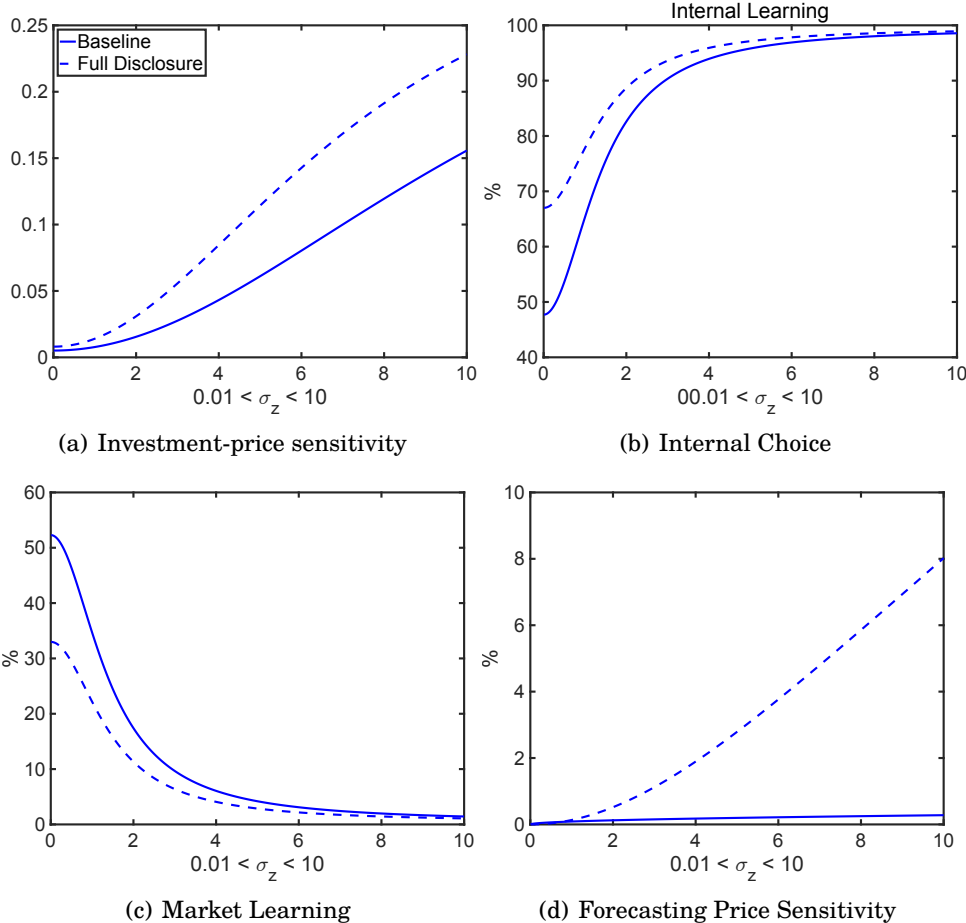 Internal Learning
0.25
0.2
0.15
0.1
0.05
0
Baseline
Full Disclosure
0 2 4 6 8 10
0.01 < σz < 10
(a) Investment-price sensitivity
100
90
80
70
60
50
40
%
0 2 4 6 8 10
00.01 < σz < 10
(b) Internal Choice
60
50
40
30
20
10
0
%
0 2 4 6 8 10
0.01 < σz < 10
(c) Market Learning
10
8
6
4
2
0
%
0 2 4 6 8 10
0.01 < σz < 10
(d) Forecasting Price Sensitivity